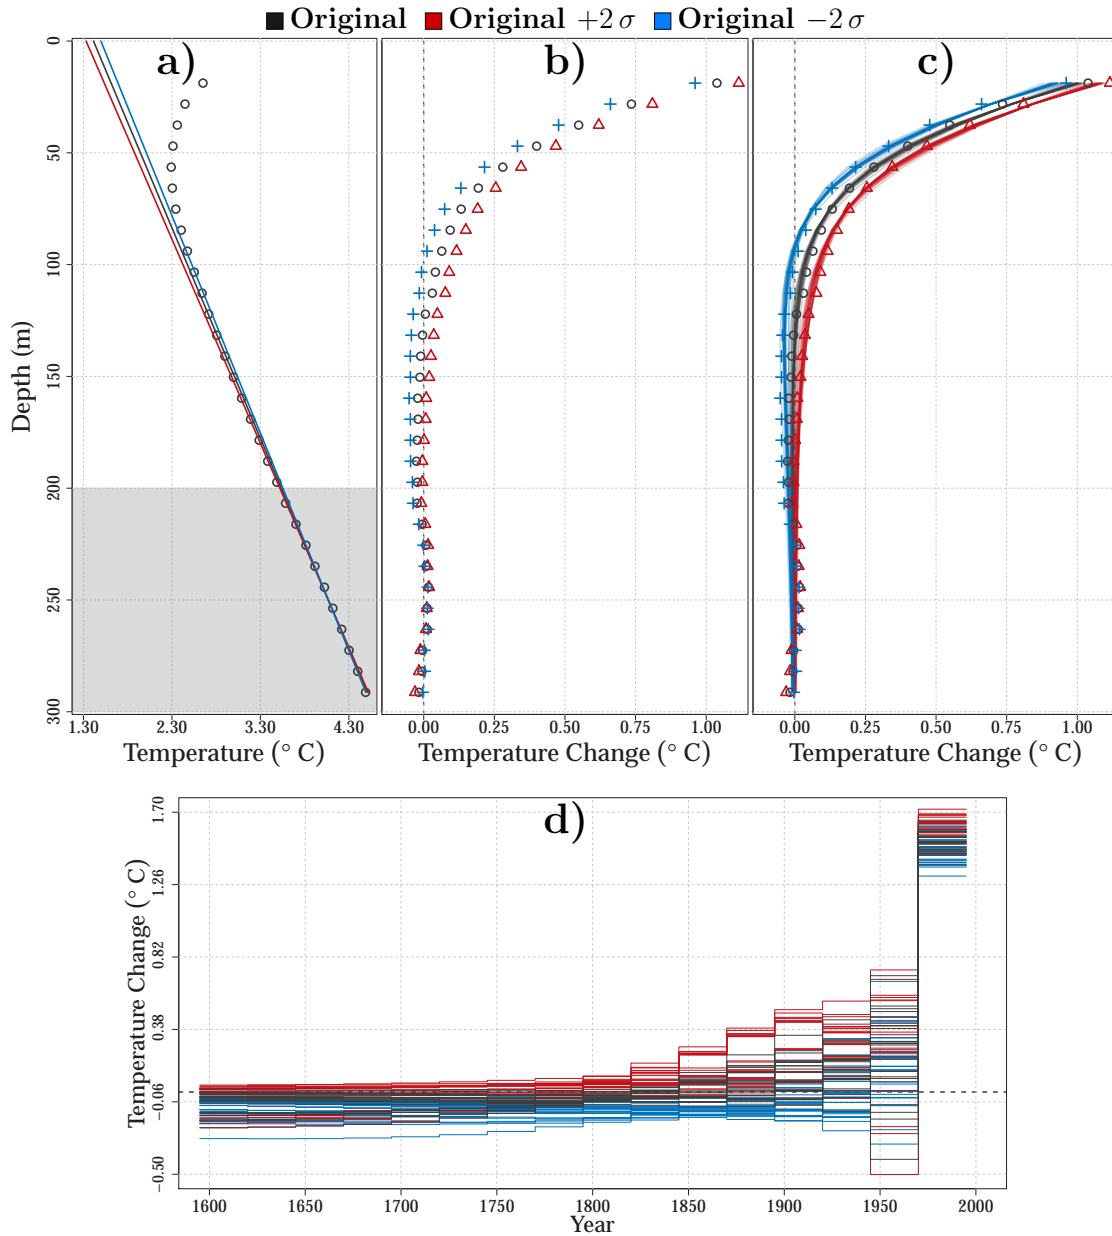 Original Original +2 σ Original −2 σ
a) b) c)
Depth (m)
0
50
100
150
200
250
300
1.30 2.30 3.30 4.30
0.00 0.25 0.50 0.75 1.00
0.00 0.25 0.50 0.75 1.00
Temperature (° C) Temperature Change (° C) Temperature Change (° C)
d)
Temperature Change (° C)
1.70
1.26
0.82
0.38
−0.06
−0.50
1600 1650 1700 1750 1800 1850 1900 1950 2000
Year